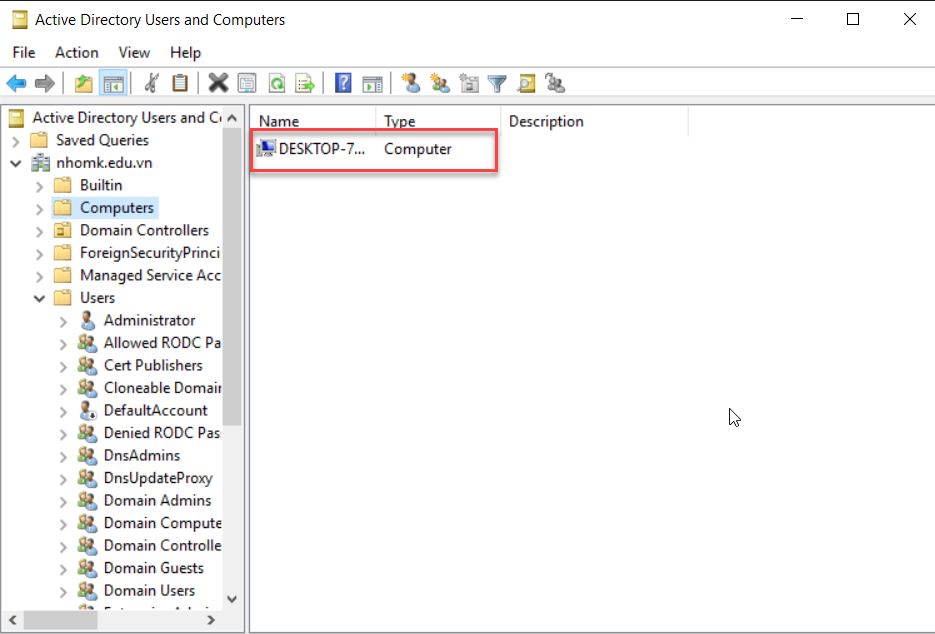 Active Directory Users and Computers
File Action View Help
Active Directory Users and C
Saved Queries
nhomk.edu.vn
Builtin
Computers
Domain Controllers
ForeignSecurityPrinci
Managed Service Acc
Users
Administrator
Allowed RODC Pa
Cert Publishers
Cloneable Domair
DefaultAccount
Denied RODC Pas
DnsAdmins
DnsUpdateProxy
Domain Admins
Domain Compute
Domain Controlle
Domain Guests
Domain Users
Name Type Description
DESKTOP-7... Computer